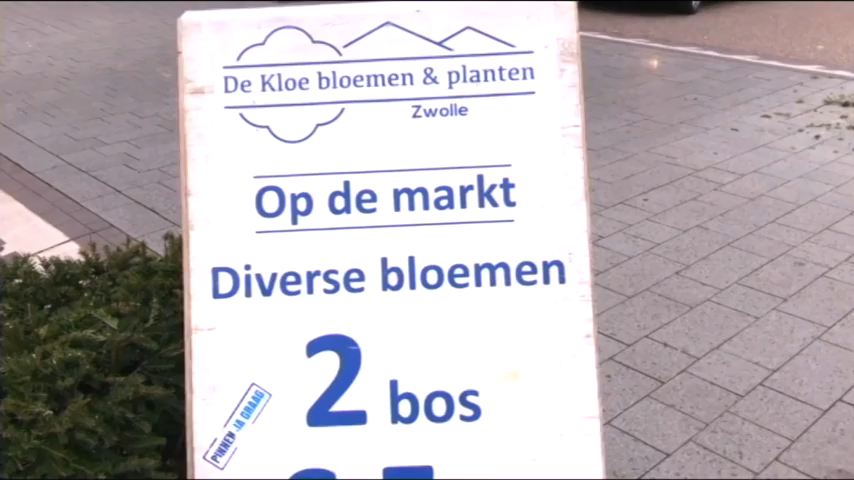 De Kloe bloemen & planten
Zwolle
Op de markt
Diverse bloemen
2 bos
PINNEN JA GRAAG